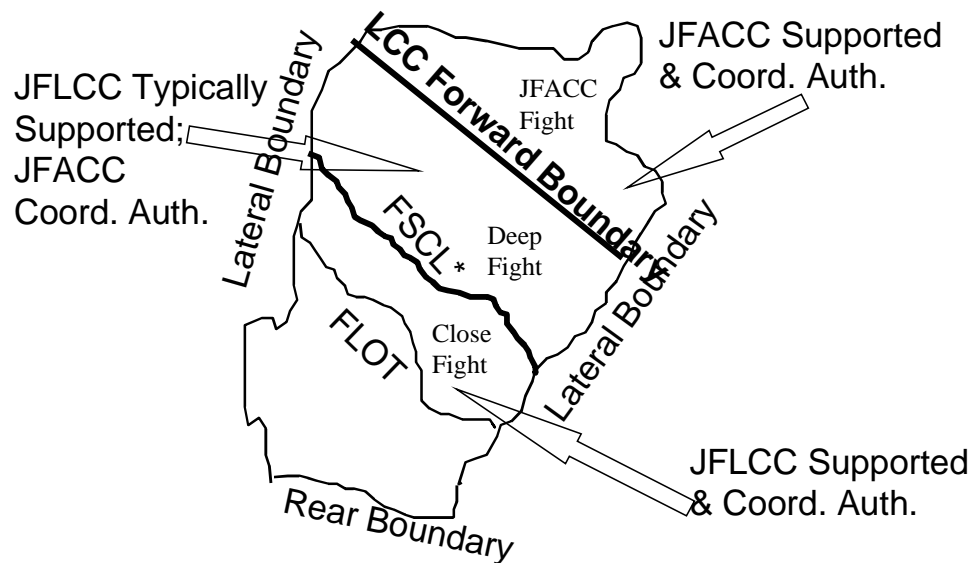 LCC Forward Boundary
JFACC Supported
& Coord. Auth.
JFACC
Fight
JFLCC Typically
Supported;
JFACC
Coord. Auth.
Lateral Boundary
FSCL *
Deep
Fight
Lateral Boundary
Close
Fight
FLOT
JFLCC Supported
& Coord. Auth.
Rear Boundary